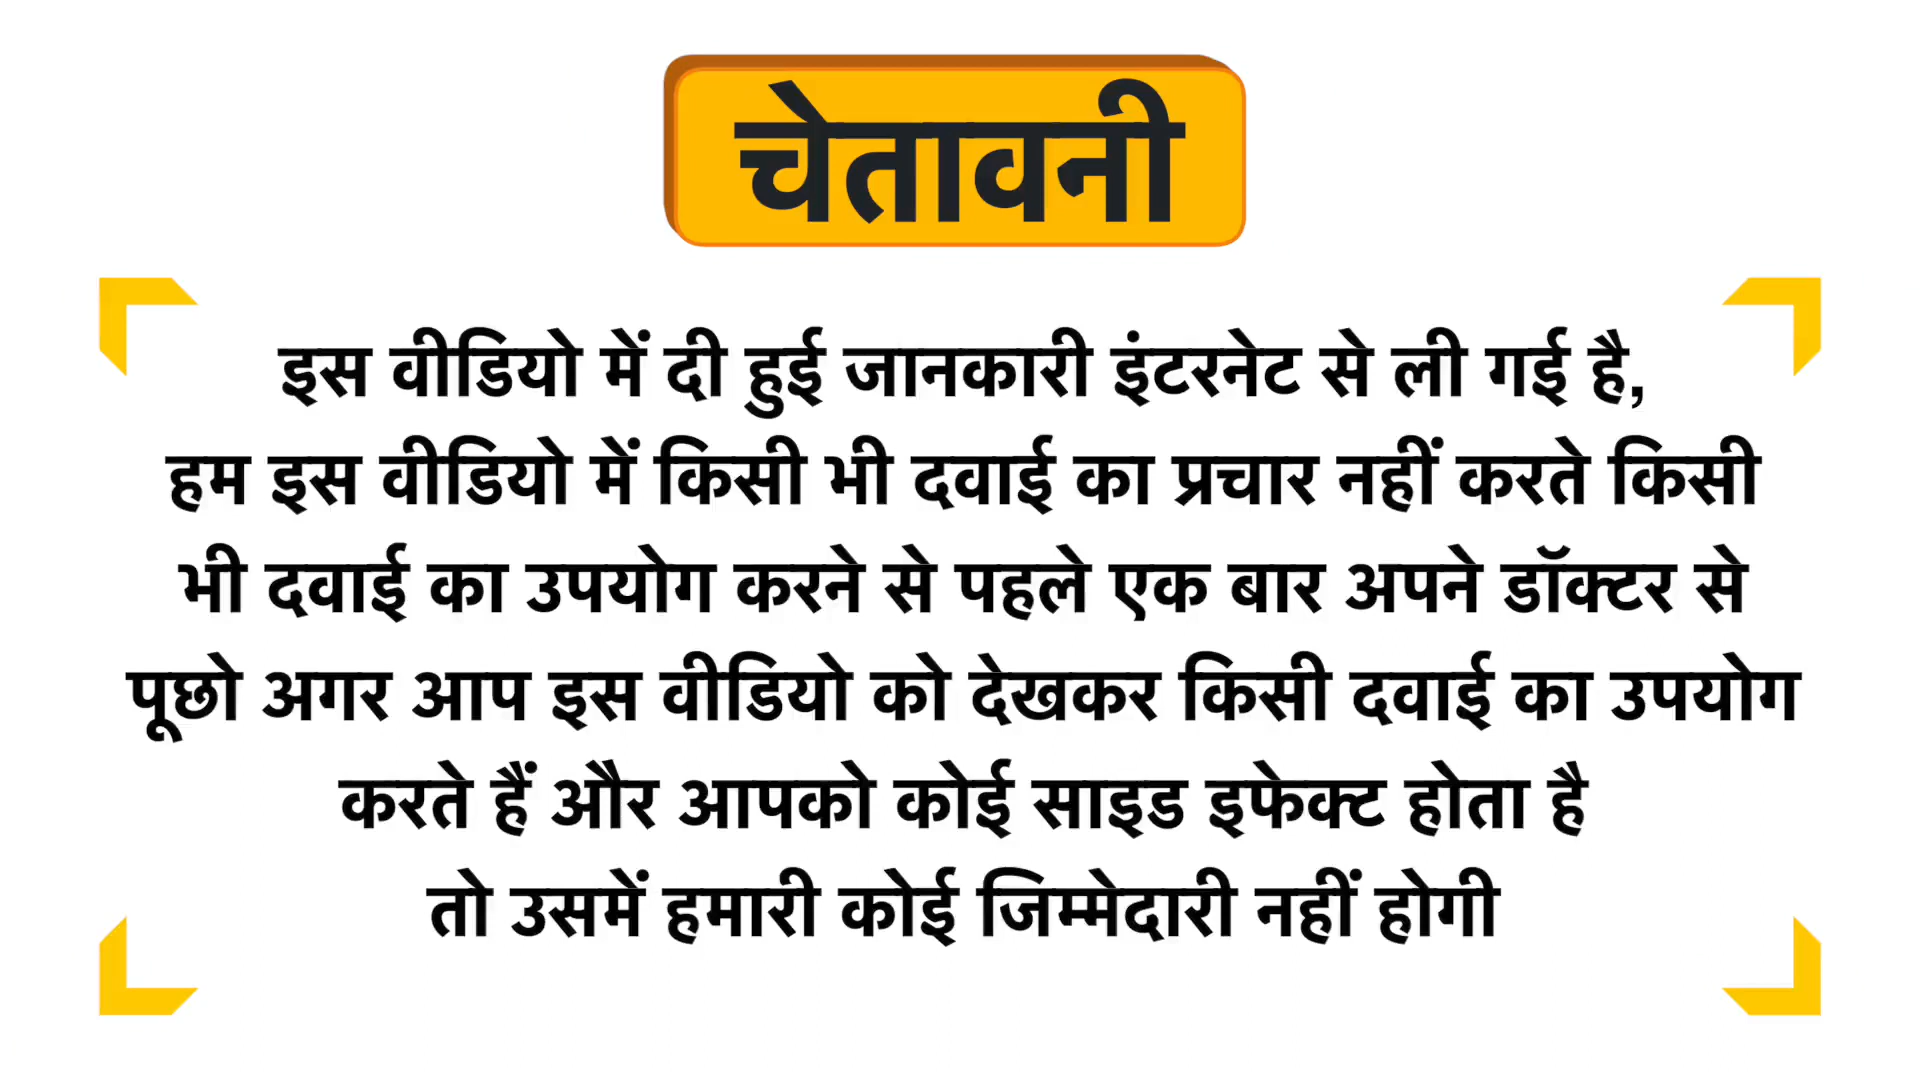 चेतावनी
इस वीडियो में दी हुई जानकारी इंटरनेट से ली गई है,
हम इस वीडियो में किसी भी दवाई का प्रचार नहीं करते किसी
भी दवाई का उपयोग करने से पहले एक बार अपने डॉक्टर से
पूछो अगर आप इस वीडियो को देखकर किसी दवाई का उपयोग
करते हैं और आपको कोई साइड इफेक्ट होता है
तो उसमें हमारी कोई जिम्मेदारी नहीं होगी